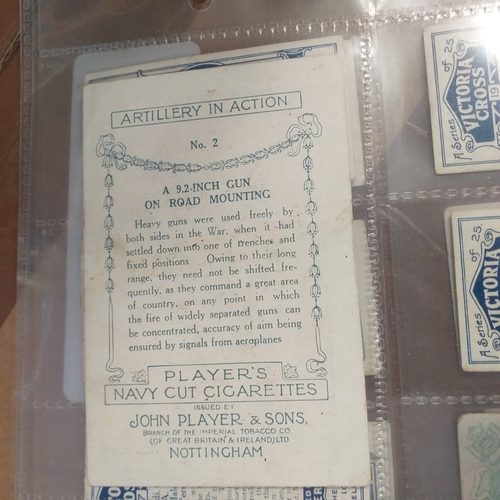 ARTILLERY IN ACTION
No. 2
A 9.2-INCH GUN
ON ROAD MOUNTING
Heavy guns were used freely by
both sides in the War, when it had
settled down into one of trenches and
fixed positions. Owing to their long
range, they need not be shifted fre-
quently, as they command a great area
of country, on any point in which
the fire of widely separated guns can
be concentrated, accuracy of aim being
ensured by signals from aeroplanes
PLAYER'S
NAVY CUT CIGARETTES
ISSUED BY
JOHN PLAYER & SONS,
BRANCH OF THE IMPERIAL TOBACCO CO
(OF GREAT BRITAIN & IRELAND) LTD
NOTTINGHAM
A Series of 25
VICTORIA
CROSS
A Series of 25
VICTORIA